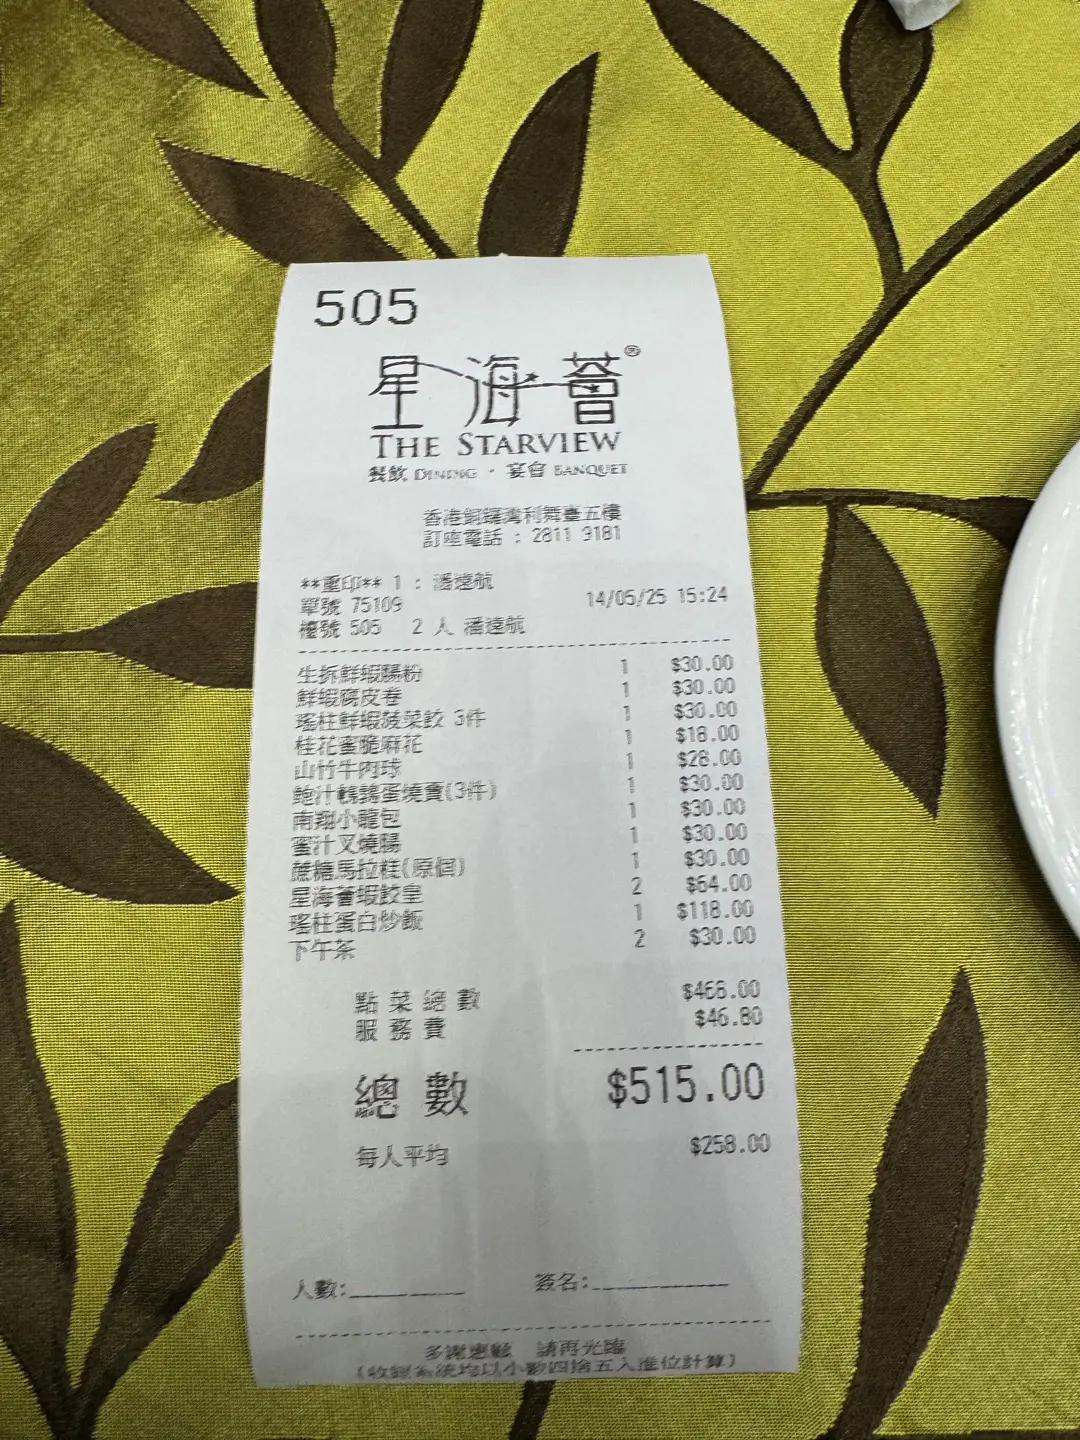 505
星海薈®
THE STARVIEW
餐飲 DINING · 宴會 BANQUET
香港銅鑼灣利舞臺五樓
訂座電話 : 2811 9181
**重印** 1 : 潘遠航
單號 75109 14/05/25 15:24
檯號 505 2 人 潘遠航
生拆鮮蝦腸粉 1 $30.00
鮮蝦腐皮卷 1 $30.00
瑤柱鮮蝦菠菜餃 3件 1 $30.00
桂花蜜脆麻花 1 $18.00
山竹牛肉球 1 $28.00
鮑汁鵪鶉蛋燒賣(3件) 1 $30.00
南翔小籠包 1 $30.00
蜜汁叉燒腸 1 $30.00
蔗糖馬拉糕(原個) 1 $30.00
星海薈蝦餃皇 2 $64.00
瑤柱蛋白炒飯 1 $118.00
下午茶 2 $30.00
點菜總數 $468.00
服務費 $46.80
總數 $515.00
每人平均 $258.00
人數:__________ 簽名:____________
多謝惠顧 請再光臨
(收銀系統均以小數四捨五入進位計算)